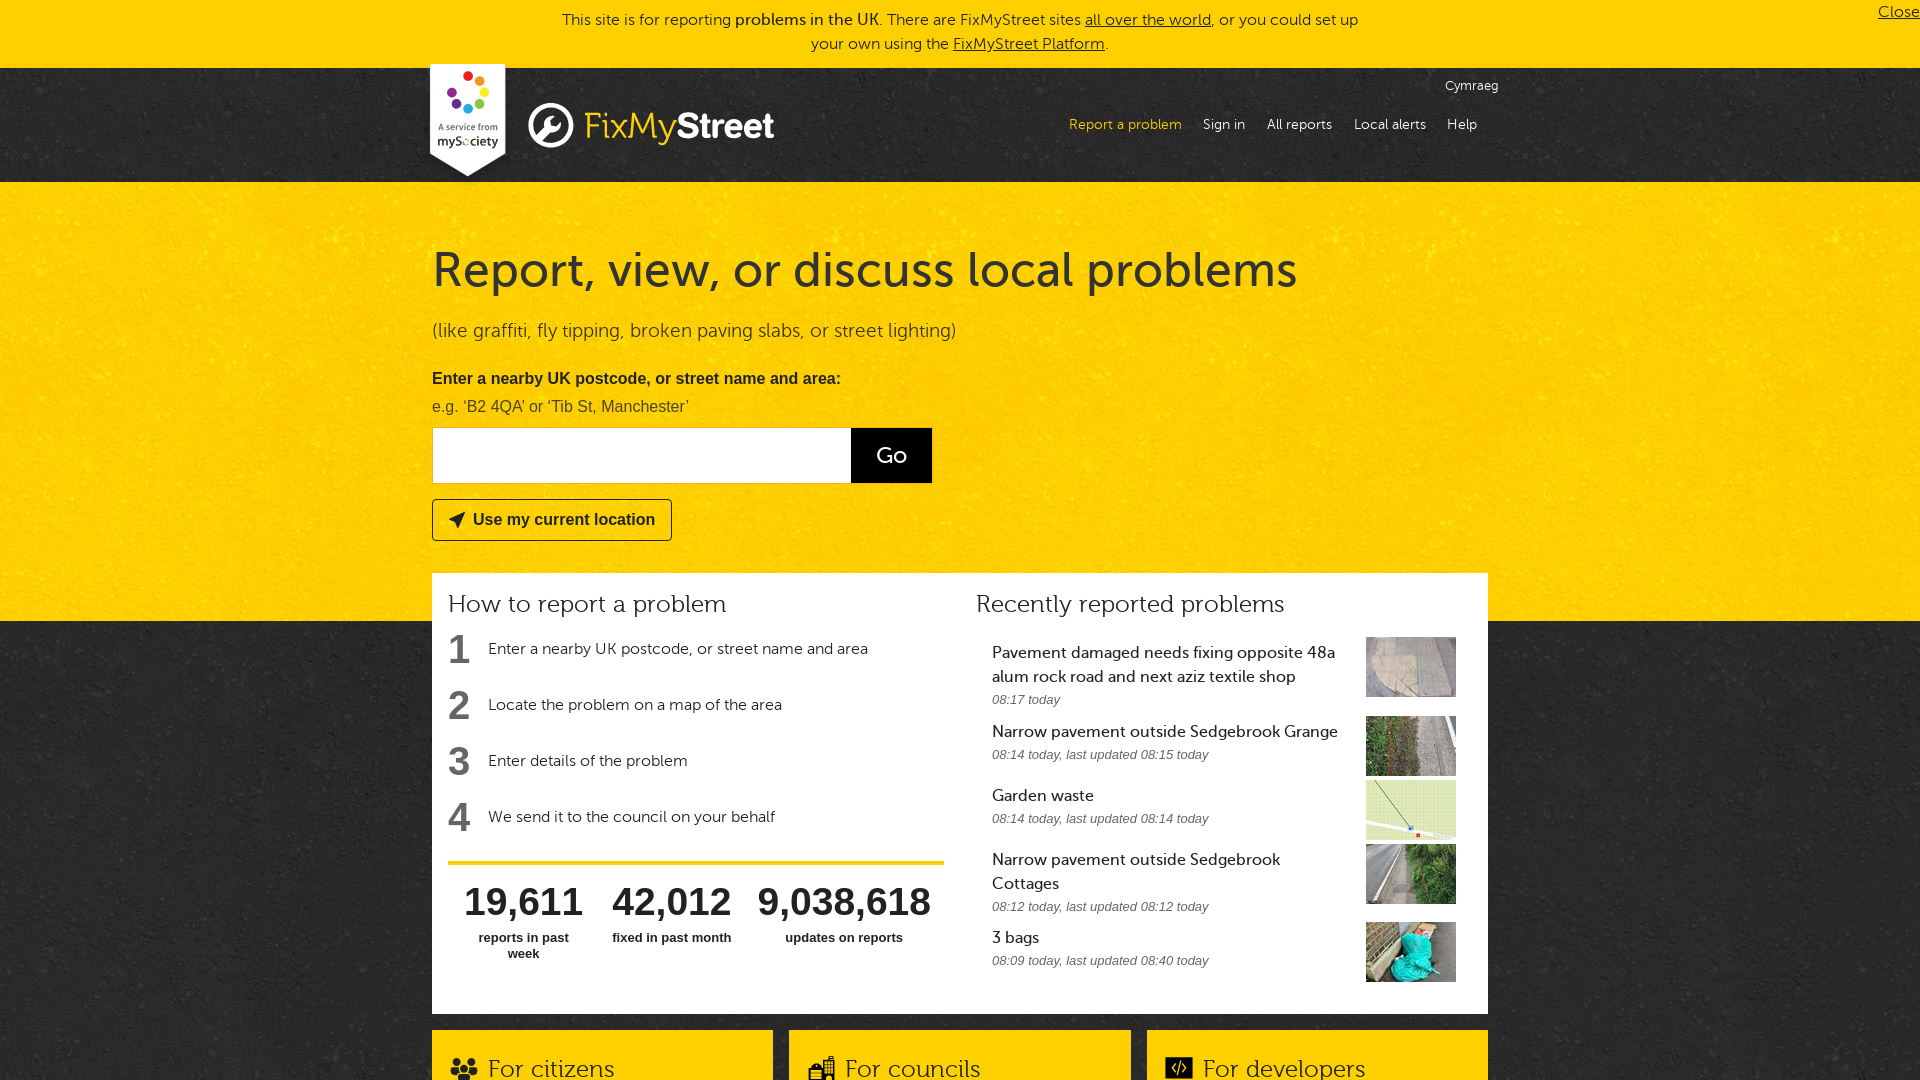 This site is for reporting problems in the UK. There are FixMyStreet sites all over the world, or you could set up
your own using the FixMyStreet Platform.
Close
A service from
mySociety
FixMyStreet
Cymraeg
Report a problem
Sign in
All reports
Local alerts
Help
Report, view, or discuss local problems
(like graffiti, fly tipping, broken paving slabs, or street lighting)
Enter a nearby UK postcode, or street name and area:
e.g. ‘B2 4QA’ or ‘Tib St, Manchester’
Go
Use my current location
How to report a problem
1 Enter a nearby UK postcode, or street name and area
2 Locate the problem on a map of the area
3 Enter details of the problem
4 We send it to the council on your behalf
19,611
reports in past
week
42,012
fixed in past month
9,038,618
updates on reports
Recently reported problems
Pavement damaged needs fixing opposite 48a
alum rock road and next aziz textile shop
08:17 today
Narrow pavement outside Sedgebrook Grange
08:14 today, last updated 08:15 today
Garden waste
08:14 today, last updated 08:14 today
Narrow pavement outside Sedgebrook
Cottages
08:12 today, last updated 08:12 today
3 bags
08:09 today, last updated 08:40 today
For citizens
For councils
For developers